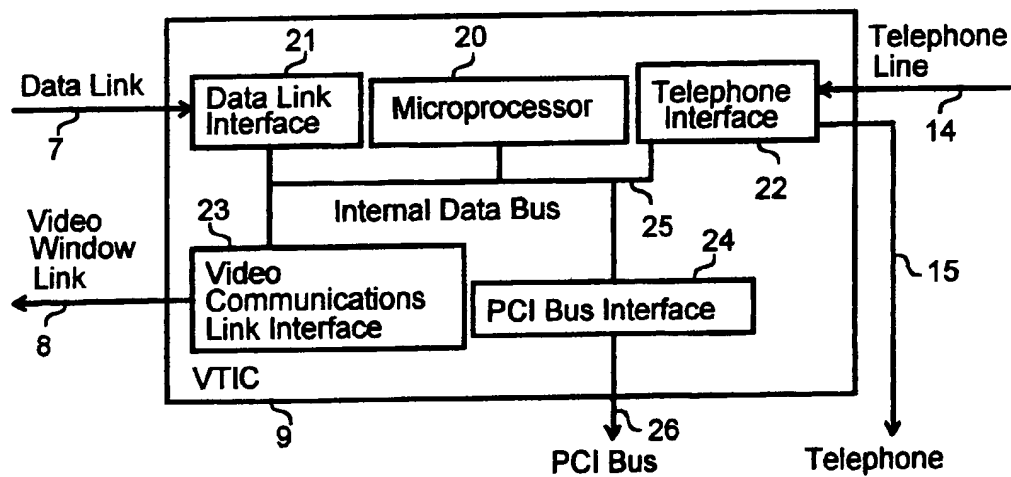 21
20
Telephone
Line
Data Link
Data Link
Interface
Microprocessor
Telephone
Interface
7
14
22
Internal Data Bus
25
23
Video
Window
Link
24
15
Video
Communications
Link Interface
PCI Bus Interface
8
VTIC
9
26
PCI Bus
Telephone